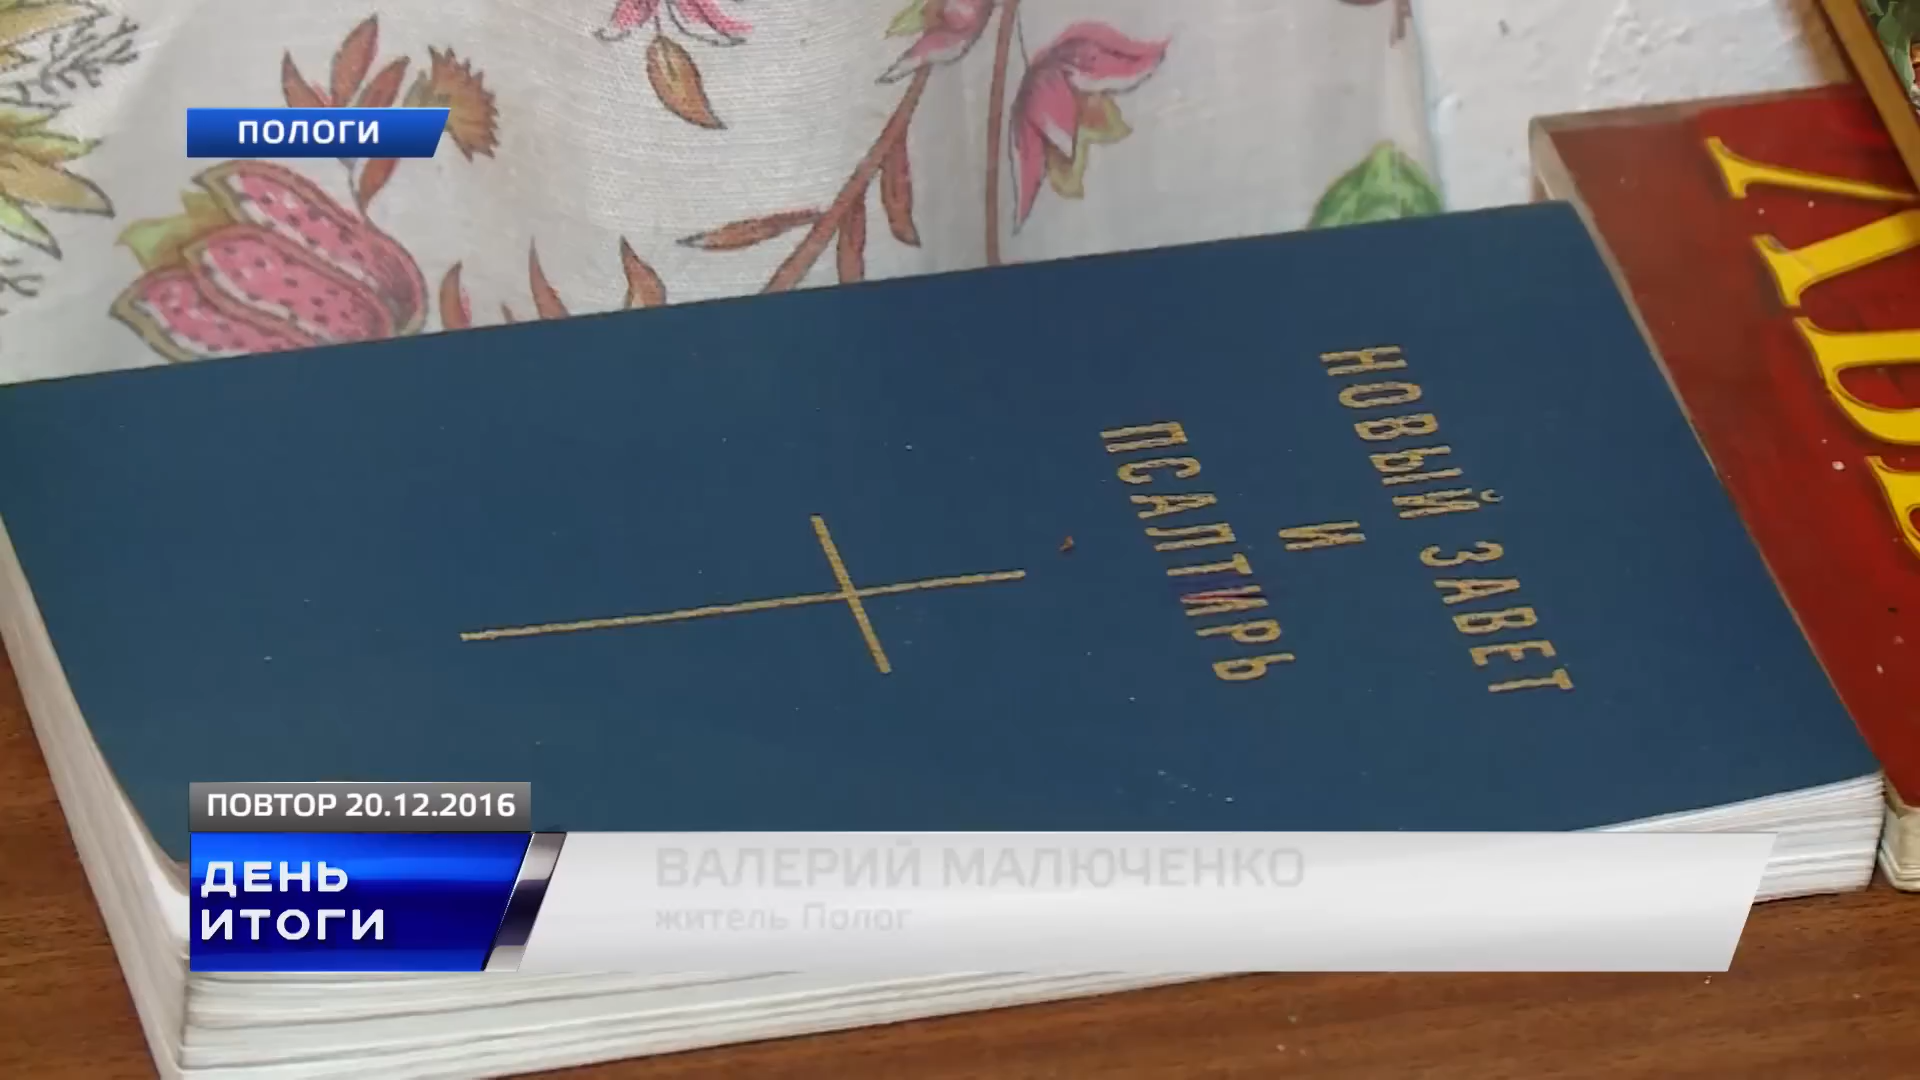 ПОЛОГИ
НОВЫЙ ЗАВЕТ
И
ПСАЛТИРЬ
ПОВТОР 20.12.2016
ДЕНЬ
ИТОГИ
ВАЛЕРИЙ МАЛЮЧЕНКО
житель Полог